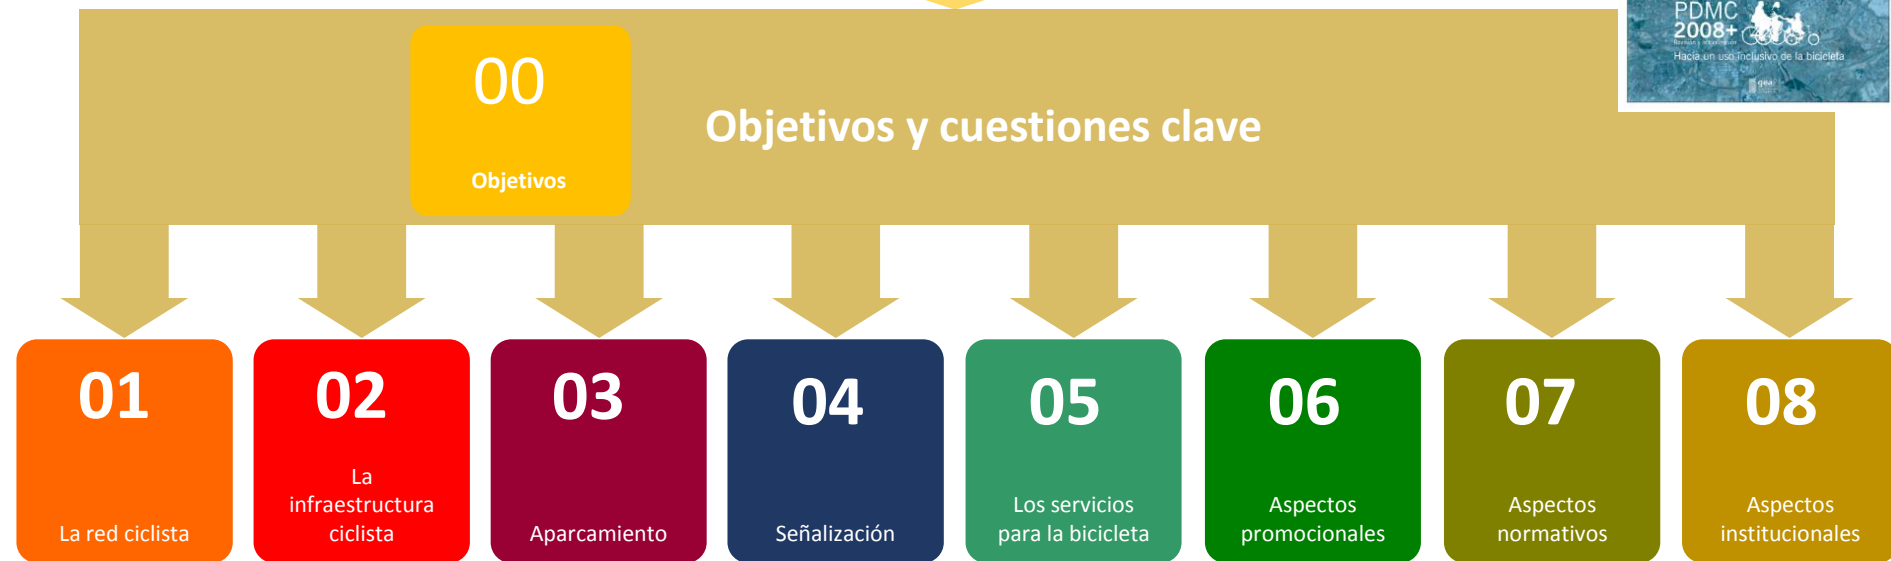 PDMC
2008+
Hacia un uso inclusivo de la bicicleta
gea
00
Objetivos
Objetivos y cuestiones clave
01
La red ciclista
02
La
infraestructura
ciclista
03
Aparcamiento
04
Señalización
05
Los servicios
para la bicicleta
06
Aspectos
promocionales
07
Aspectos
normativos
08
Aspectos
institucionales